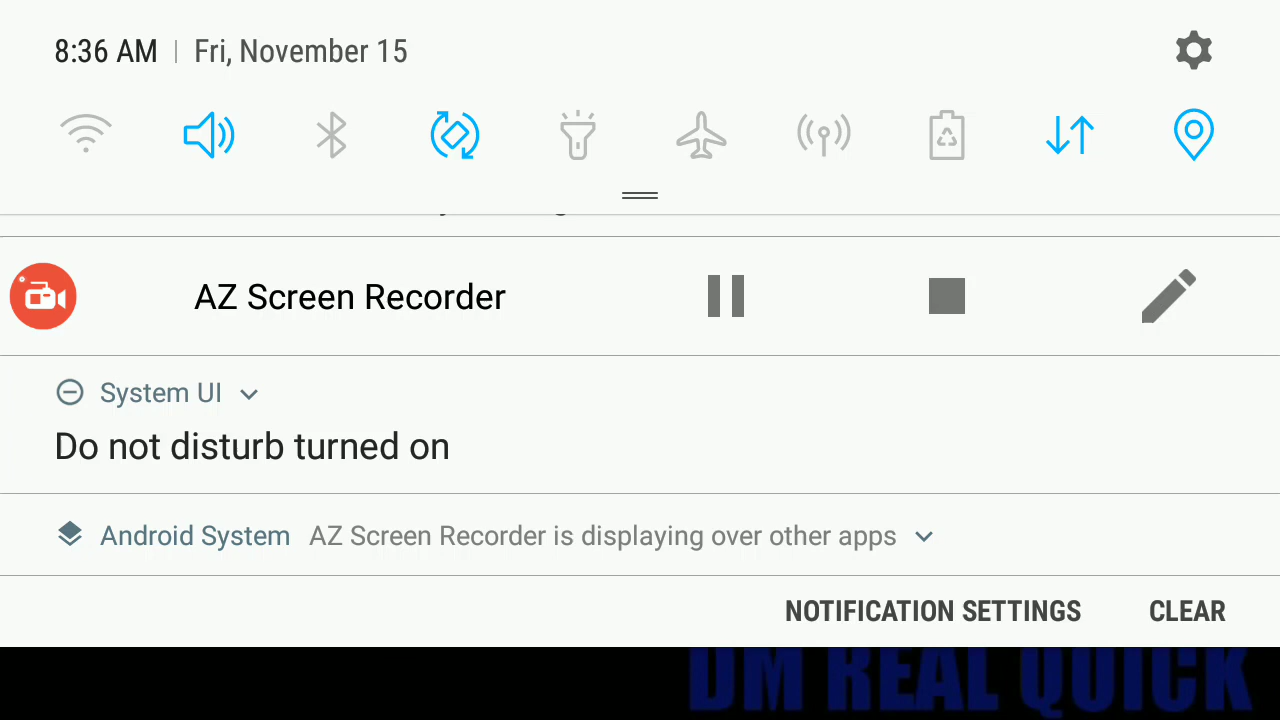 8:36 AM | Fri, November 15
AZ Screen Recorder
System UI
Do not disturb turned on
Android System AZ Screen Recorder is displaying over other apps
NOTIFICATION SETTINGS CLEAR
DM REAL QUICK